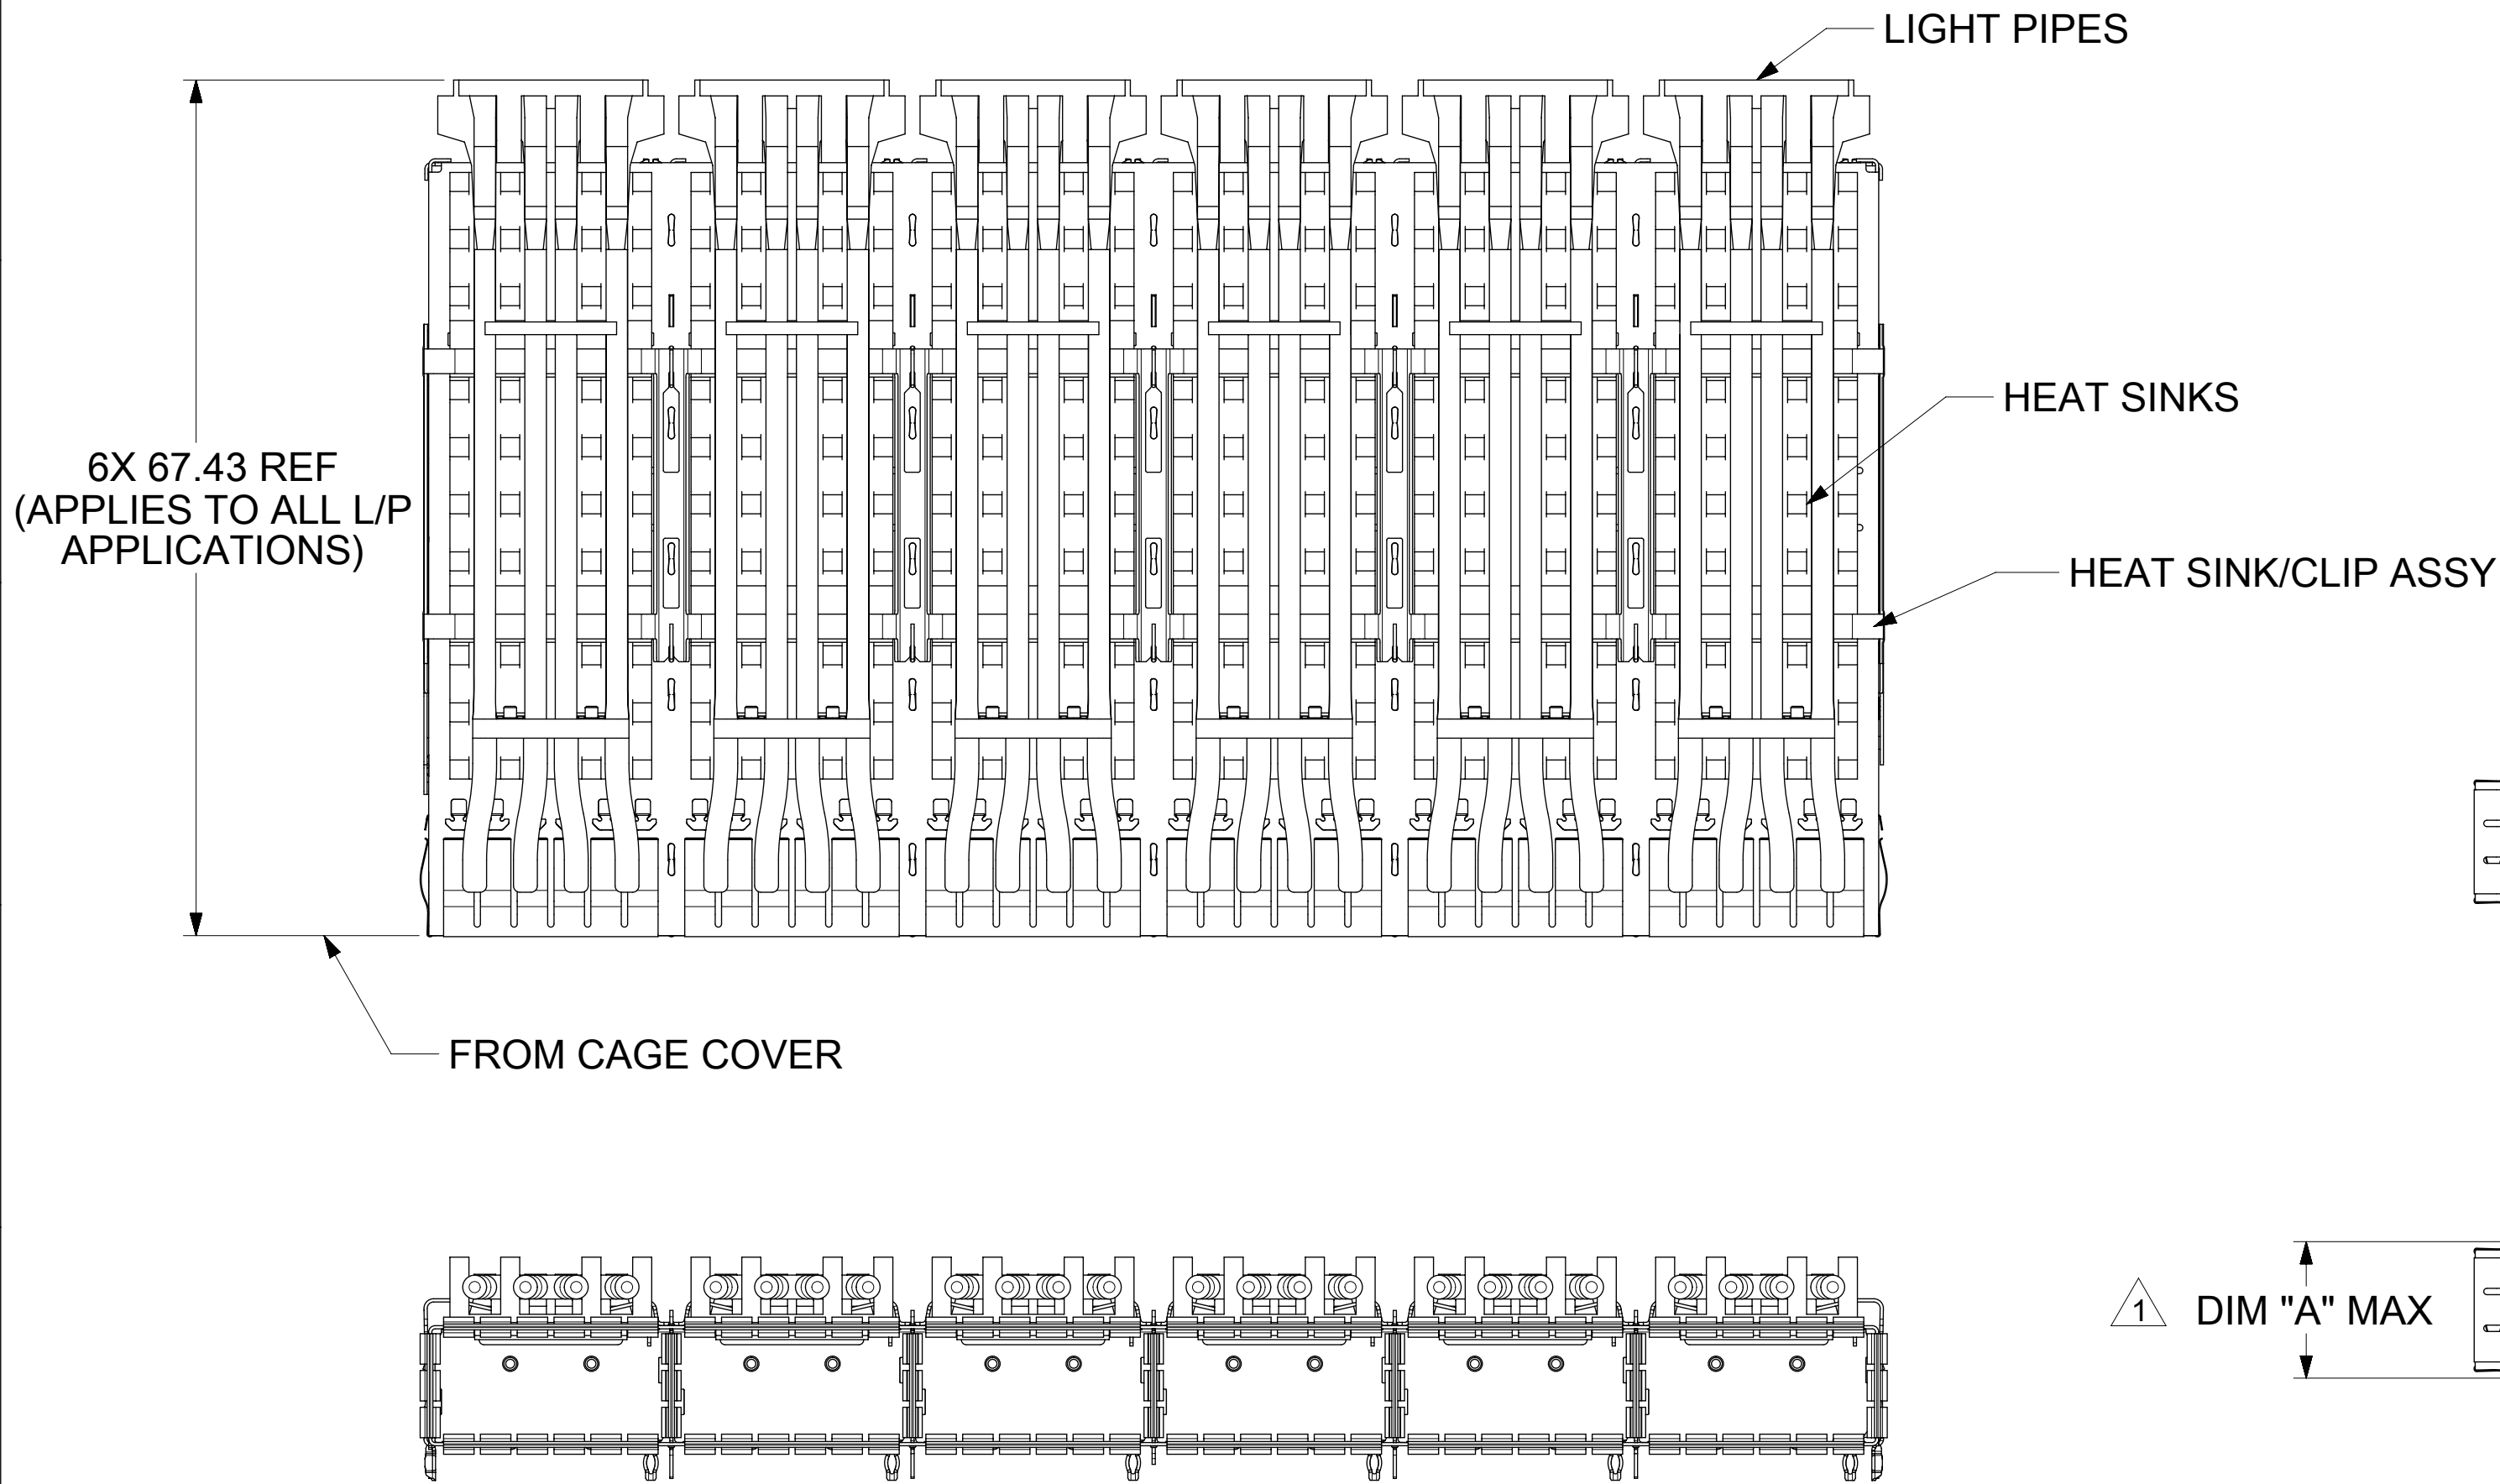 LIGHT PIPES
HEAT SINKS
6X 67.43 REF
(APPLIES TO ALL L/P
APPLICATIONS)
HEAT SINK/CLIP ASSY
FROM CAGE COVER
1 DIM "A" MAX